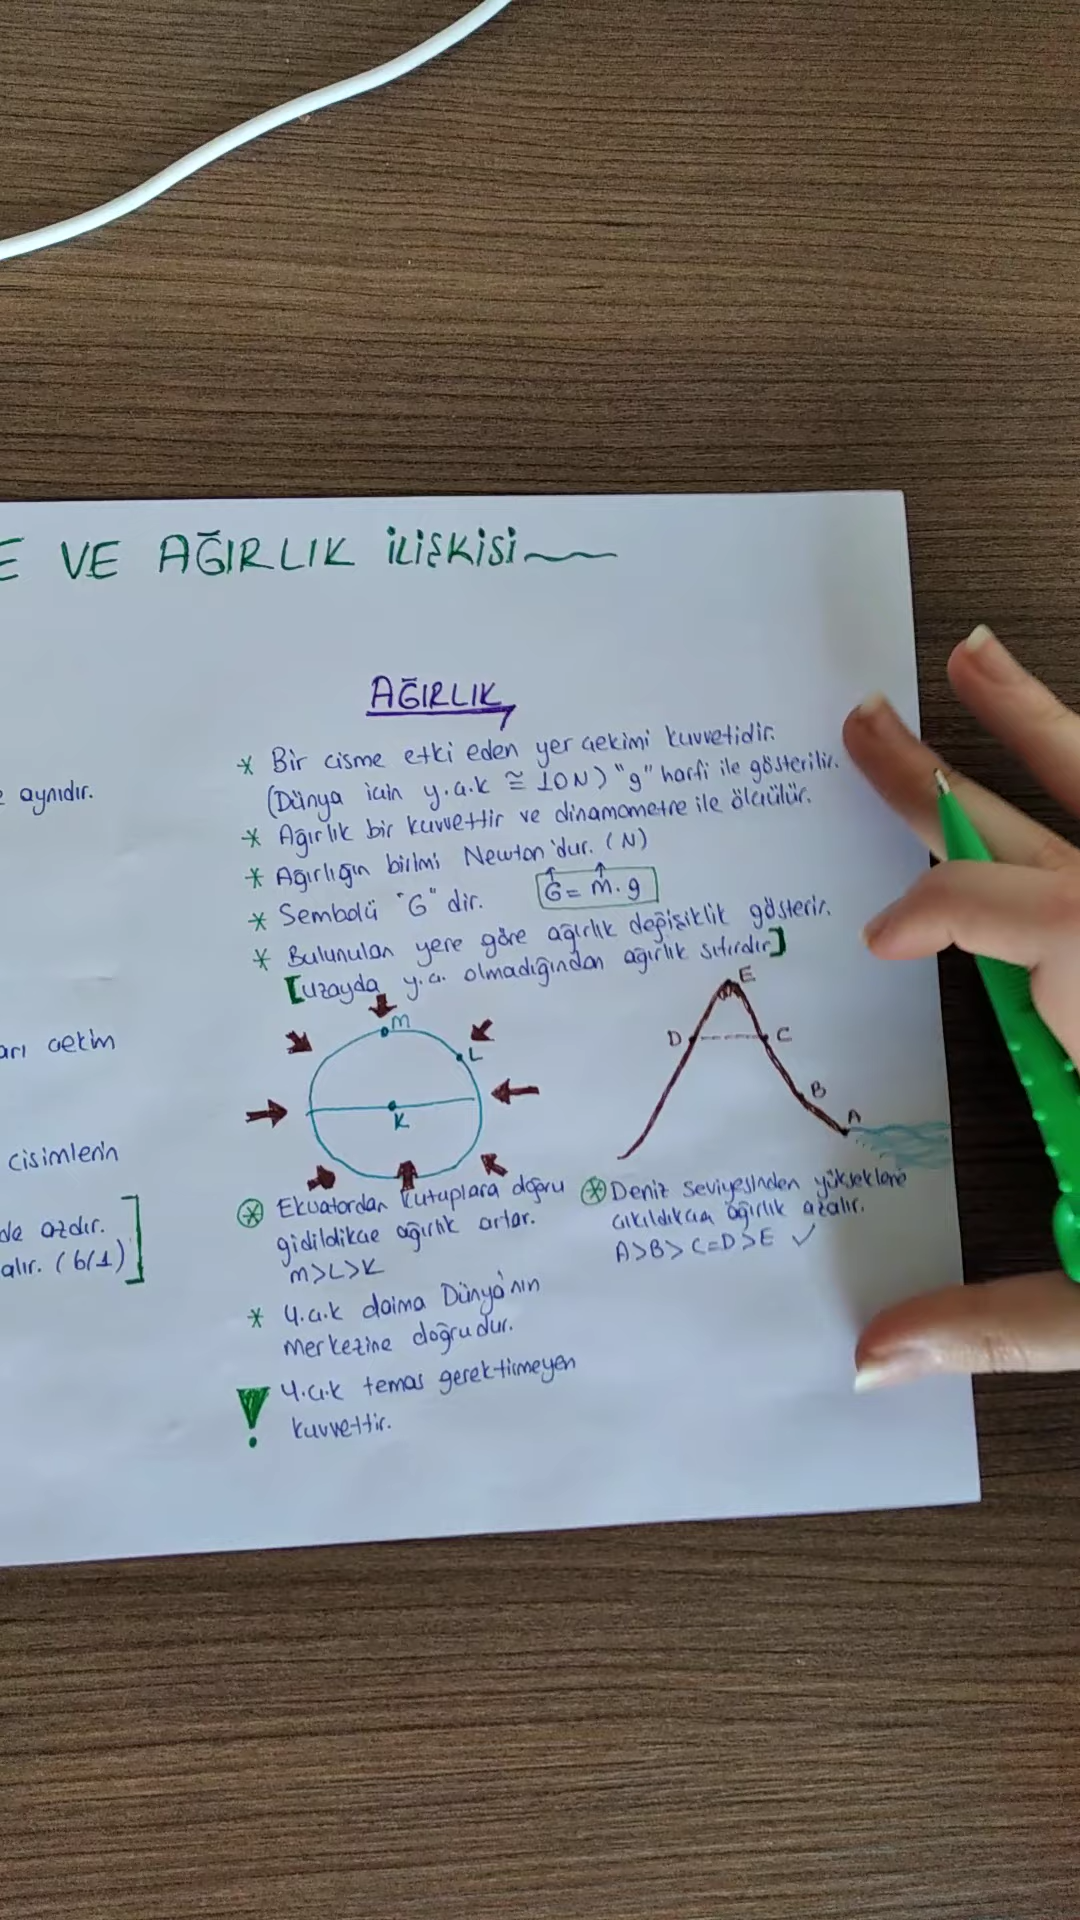 E VE AĞIRLIK İLİŞKİSİ
e aynıdır.
arı çekim
cisimlerin
de azdır.
alır. (6/1)
AĞIRLIK
* Bir cisme etki eden yer çekimi kuvvetidir.
(Dünya için y.ç.k ≅ 10N) "g" harfi ile gösterilir.
* Ağırlık bir kuvvettir ve dinamometre ile ölçülür.
* Ağırlığın birimi Newton'dur. (N)
* Sembolü "G" dir. G = m.g
* Bulunulan yere göre ağırlık değişiklik gösterir.
[Uzayda y.ç. olmadığından ağırlık sıfırdır]
M
L
K
E
D C
B
A
* Ekvatordan kutuplara doğru
gidildikçe ağırlık artar.
M>L>K
* Y.ç.k daima Dünya'nın
merkezine doğrudur.
! Y.ç.k temas gerektirmeyen
kuvvettir.
* Deniz seviyesinden yükseklere
çıkıldıkça ağırlık azalır.
A>B>C=D>E ✓